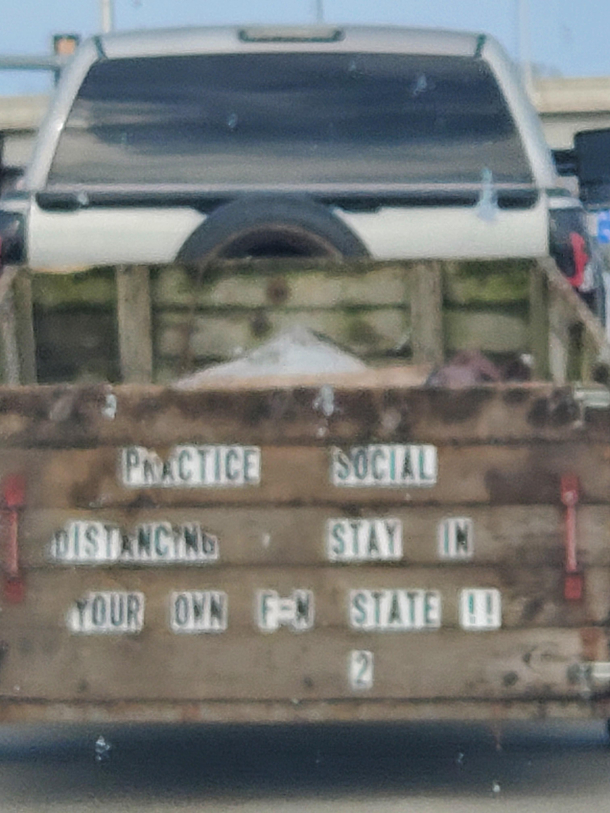 PRACTICE SOCIAL
DISTANCING STAY IN
YOUR OWN F=N STATE !!
2